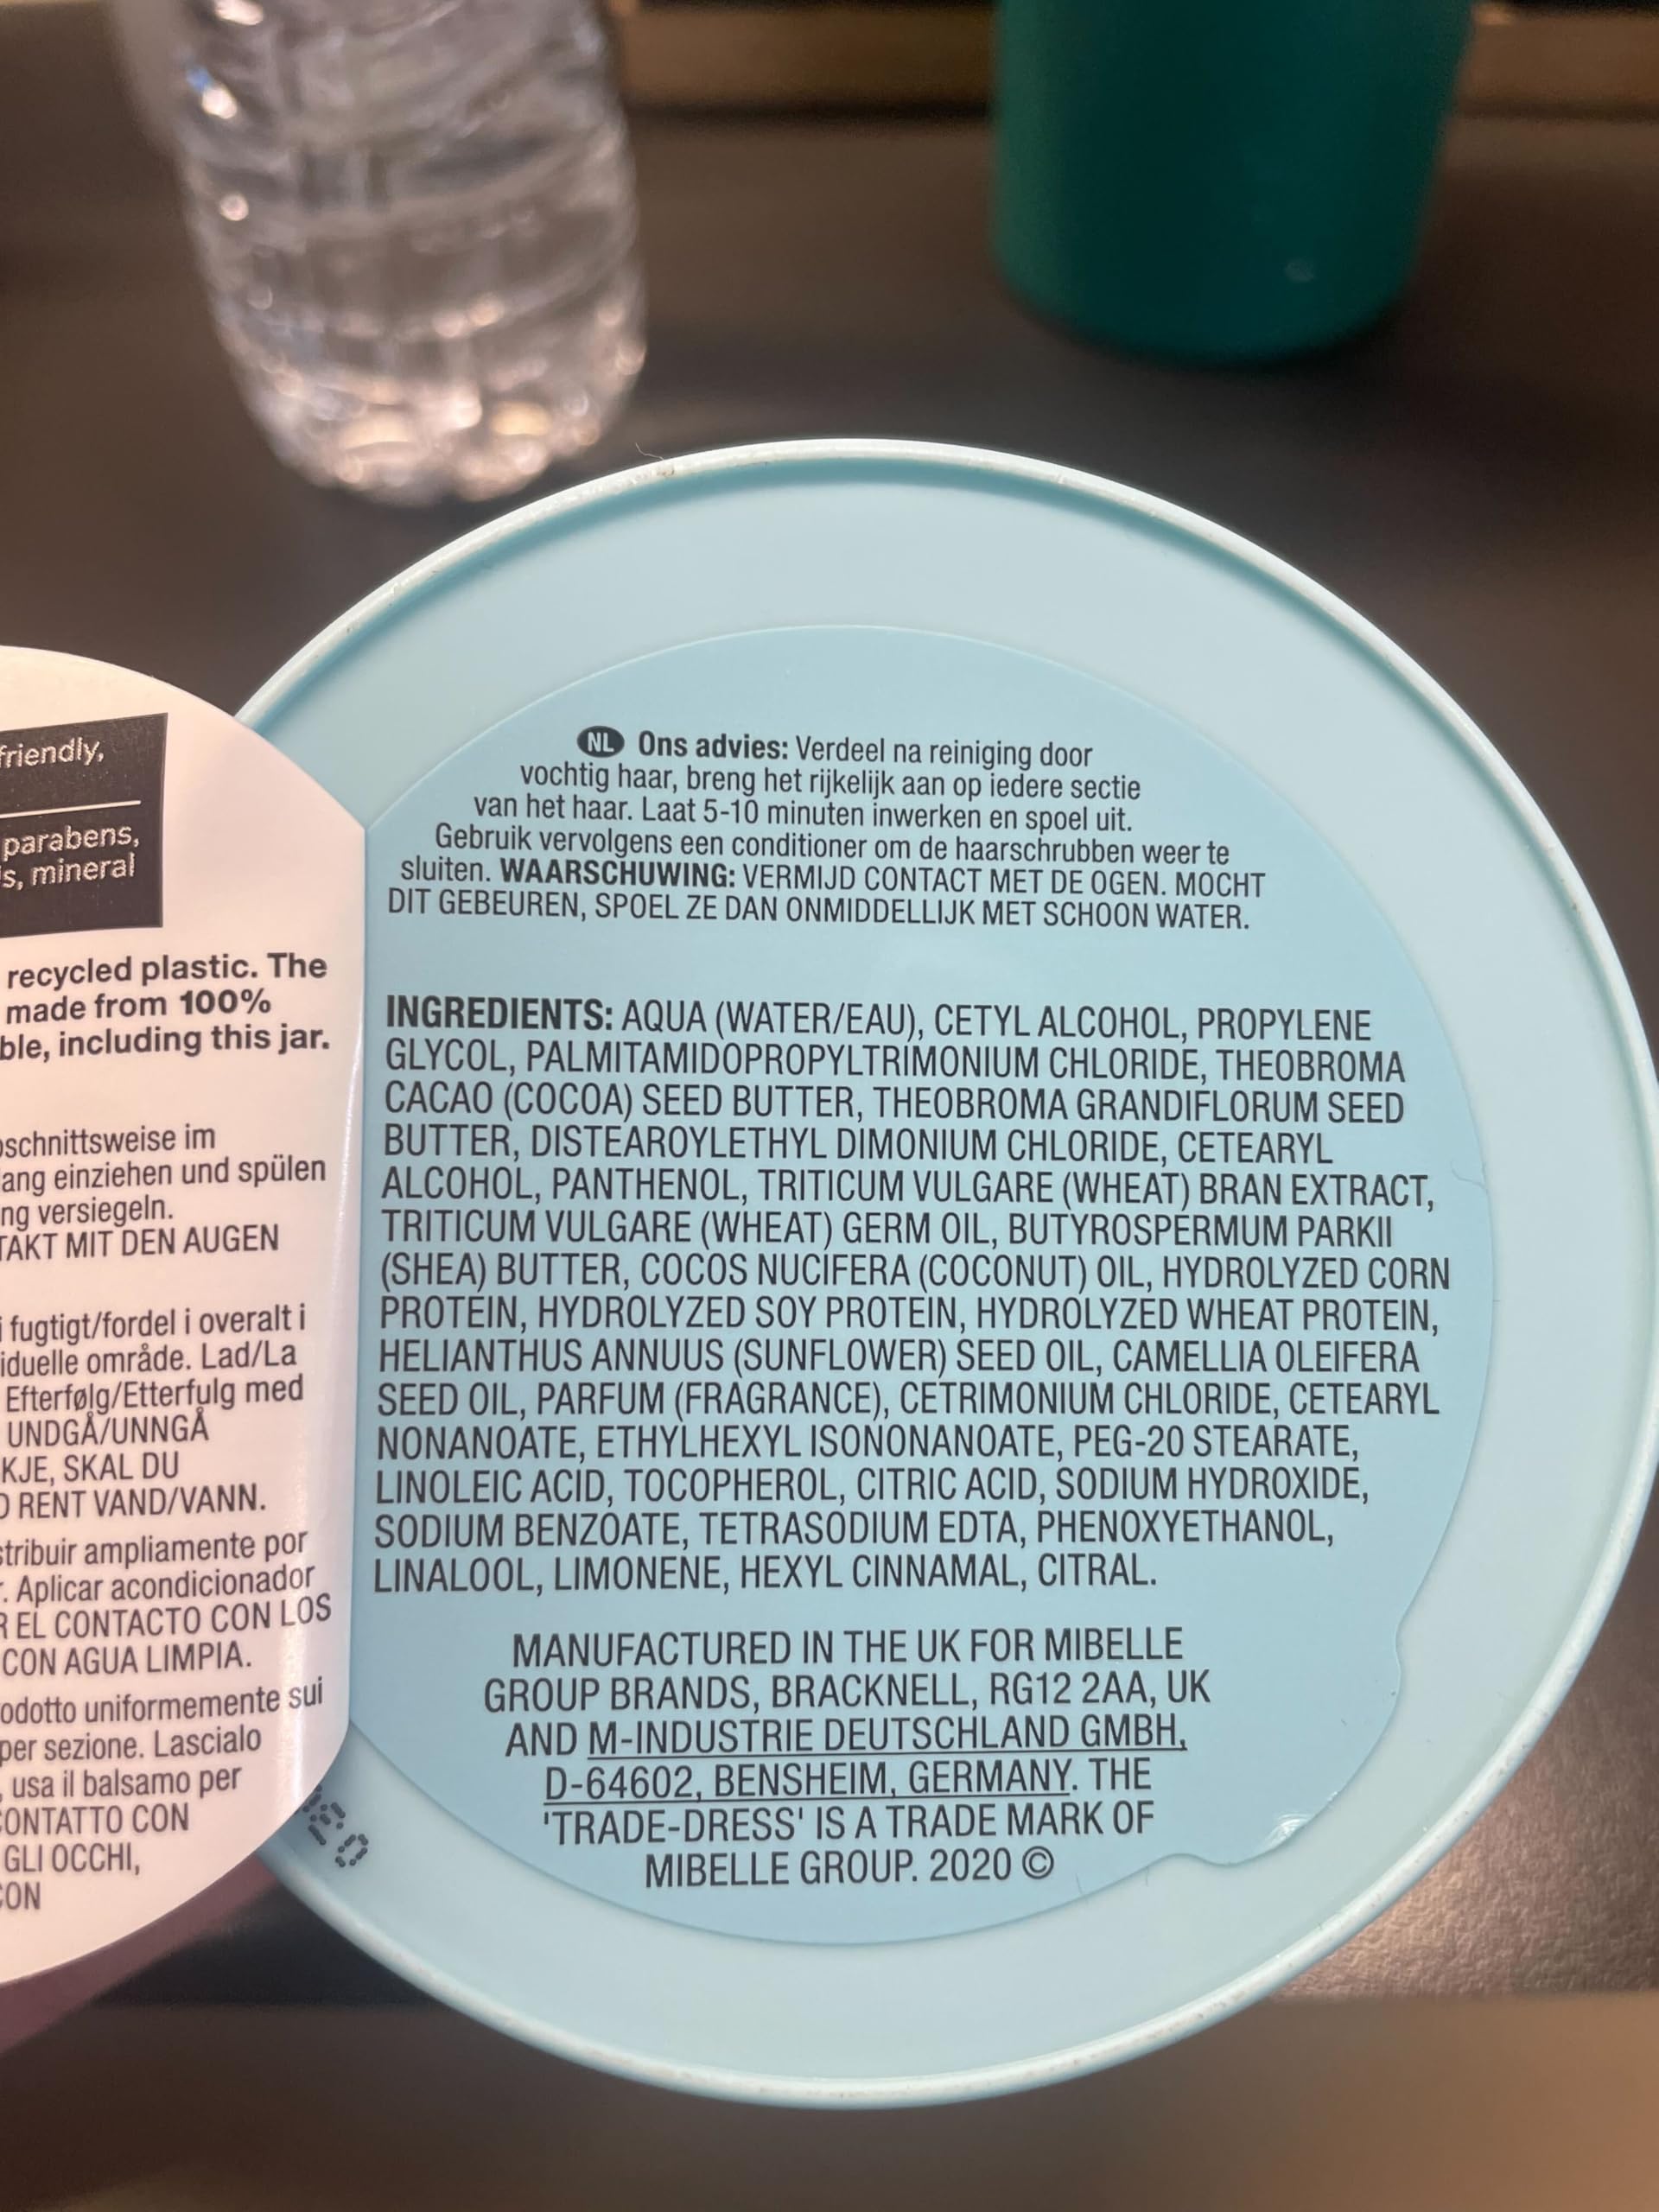 friendly,
parabens,
mineral
recycled plastic. The
made from 100%
including this jar.
im
einziehen und spülen
versiegeln.
MIT DEN AUGEN
fugtigt/fordel i overalt i
område. Lad/La
Efterfølg/Etterfulg med
UNDGÅ/UNNGÅ
SKAL DU
RENT VAND/VANN.
ampliamente por
Aplicar acondicionador
EL CONTACTO CON LOS
CON AGUA LIMPIA.
uniformemente sui
per sezione. Lascialo
usa il balsamo per
CON
GLI OCCHI,
NL Ons advies: Verdeel na reiniging door
vochtig haar, breng het rijkelijk aan op iedere sectie
van het haar. Laat 5-10 minuten inwerken en spoel uit.
Gebruik vervolgens een conditioner om de haarschrubben weer te
sluiten. WAARSCHUWING: VERMIJD CONTACT MET DE OGEN. MOCHT
DIT GEBEUREN, SPOEL ZE DAN ONMIDDELLIJK MET SCHOON WATER.
INGREDIENTS: AQUA (WATER/EAU), CETYL ALCOHOL, PROPYLENE
GLYCOL, PALMITAMIDOPROPYLTRIMONIUM CHLORIDE, THEOBROMA
CACAO (COCOA) SEED BUTTER, THEOBROMA GRANDIFLORUM SEED
BUTTER, DISTEAROYLETHYL DIMONIUM CHLORIDE, CETEARYL
ALCOHOL, PANTHENOL, TRITICUM VULGARE (WHEAT) BRAN EXTRACT,
TRITICUM VULGARE (WHEAT) GERM OIL, BUTYROSPERMUM PARKII
(SHEA) BUTTER, COCOS NUCIFERA (COCONUT) OIL, HYDROLYZED CORN
PROTEIN, HYDROLYZED SOY PROTEIN, HYDROLYZED WHEAT PROTEIN,
HELIANTHUS ANNUUS (SUNFLOWER) SEED OIL, CAMELLIA OLEIFERA
SEED OIL, PARFUM (FRAGRANCE), CETRIMONIUM CHLORIDE, CETEARYL
NONANOATE, ETHYLHEXYL ISONONANOATE, PEG-20 STEARATE,
LINOLEIC ACID, TOCOPHEROL, CITRIC ACID, SODIUM HYDROXIDE,
SODIUM BENZOATE, TETRASODIUM EDTA, PHENOXYETHANOL,
LINALOOL, LIMONENE, HEXYL CINNAMAL, CITRAL.
MANUFACTURED IN THE UK FOR MIBELLE
GROUP BRANDS, BRACKNELL, RG12 2AA, UK
AND M-INDUSTRIE DEUTSCHLAND GMBH,
D-64602, BENSHEIM, GERMANY. THE
'TRADE-DRESS' IS A TRADE MARK OF
MIBELLE GROUP. 2020 ©